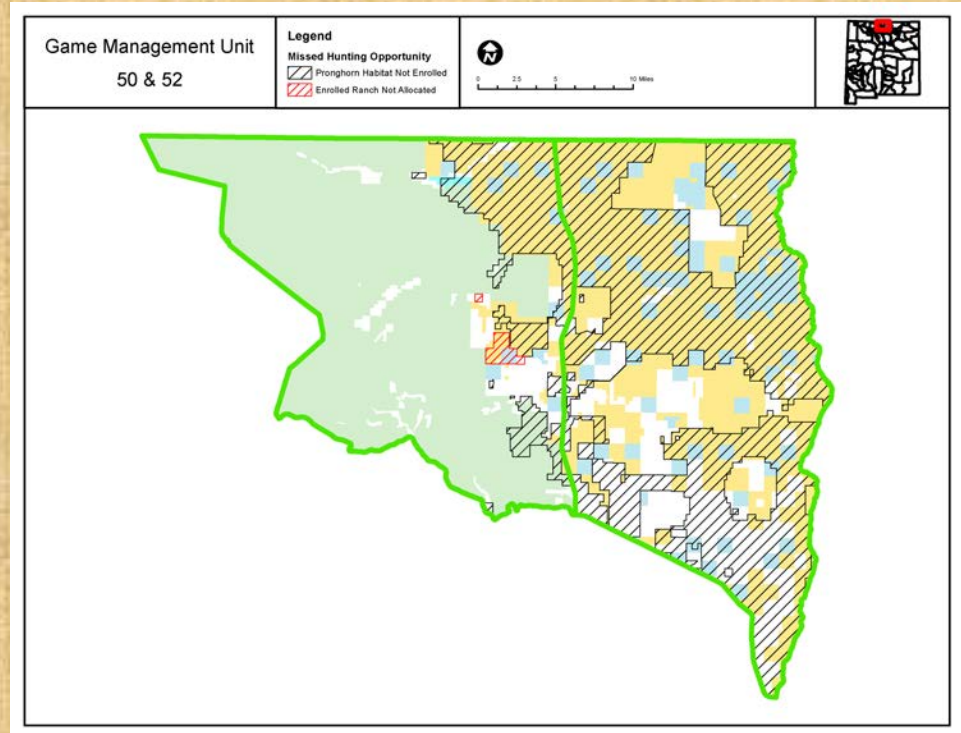 Game Management Unit
50 & 52
Legend
Missed Hunting Opportunity
Pronghorn Habitat Not Enrolled
Enrolled Ranch Not Allocated
N
0 2.5 5 10 Miles